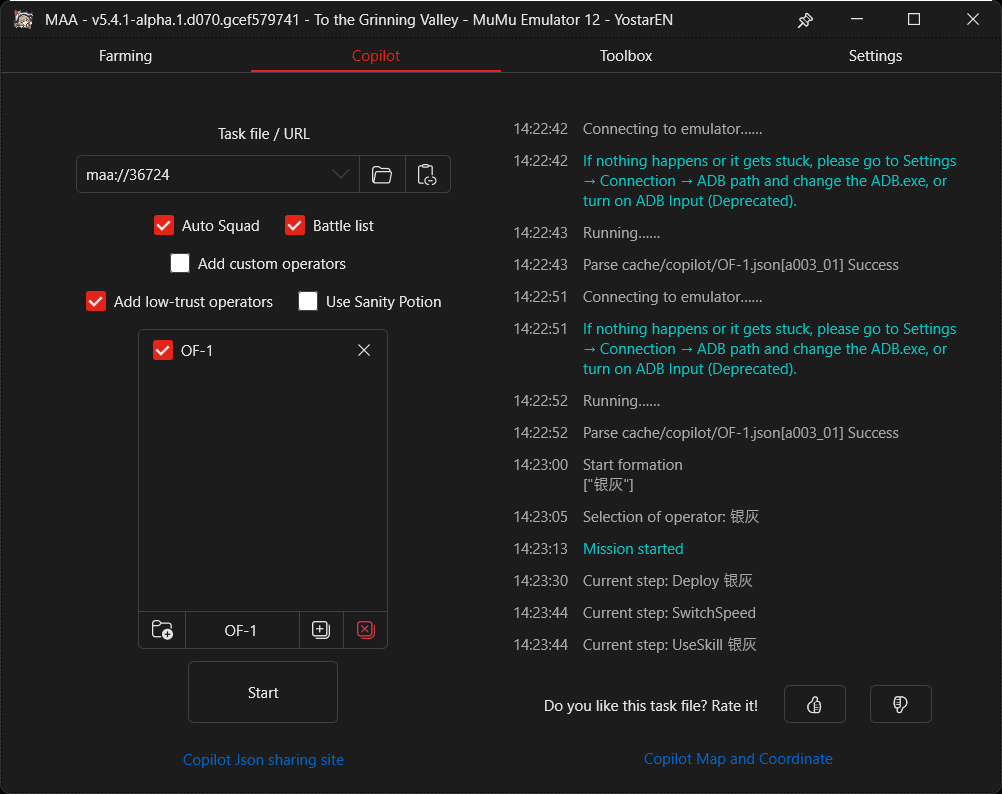 MAA - v5.4.1-alpha.1.d070.gcef579741 - To the Grinning Valley - MuMu Emulator 12 - YostarEN
Farming
Copilot
Toolbox
Settings
Task file / URL
maa://36724
Auto Squad
Battle list
Add custom operators
Add low-trust operators
Use Sanity Potion
OF-1
OF-1
Start
Copilot Json sharing site
14:22:42 Connecting to emulator......
14:22:42 If nothing happens or it gets stuck, please go to Settings
→ Connection → ADB path and change the ADB.exe, or
turn on ADB Input (Deprecated).
14:22:43 Running......
14:22:43 Parse cache/copilot/OF-1.json[a003_01] Success
14:22:51 Connecting to emulator......
14:22:51 If nothing happens or it gets stuck, please go to Settings
→ Connection → ADB path and change the ADB.exe, or
turn on ADB Input (Deprecated).
14:22:52 Running......
14:22:52 Parse cache/copilot/OF-1.json[a003_01] Success
14:23:00 Start formation
["银灰"]
14:23:05 Selection of operator: 银灰
14:23:13 Mission started
14:23:30 Current step: Deploy 银灰
14:23:44 Current step: SwitchSpeed
14:23:44 Current step: UseSkill 银灰
Do you like this task file? Rate it!
Copilot Map and Coordinate